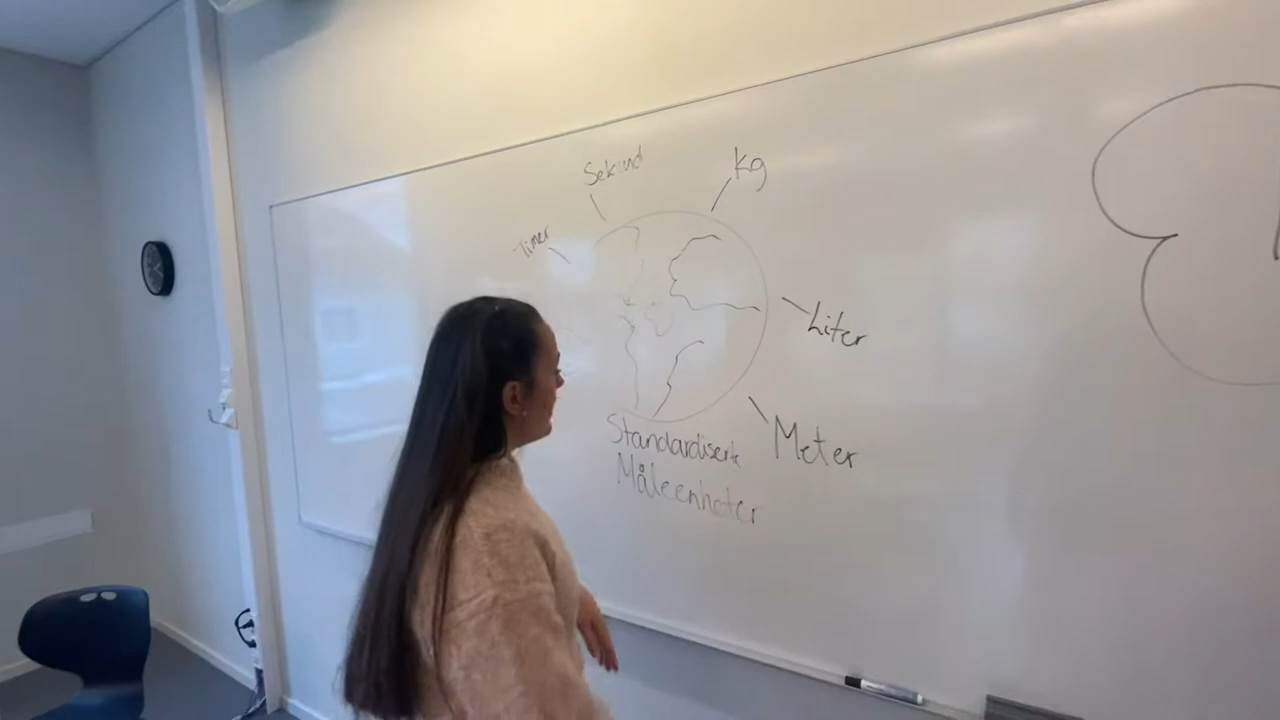 Sekund
Kg
Timer
Liter
Meter
Standardiserte
Måleenheter